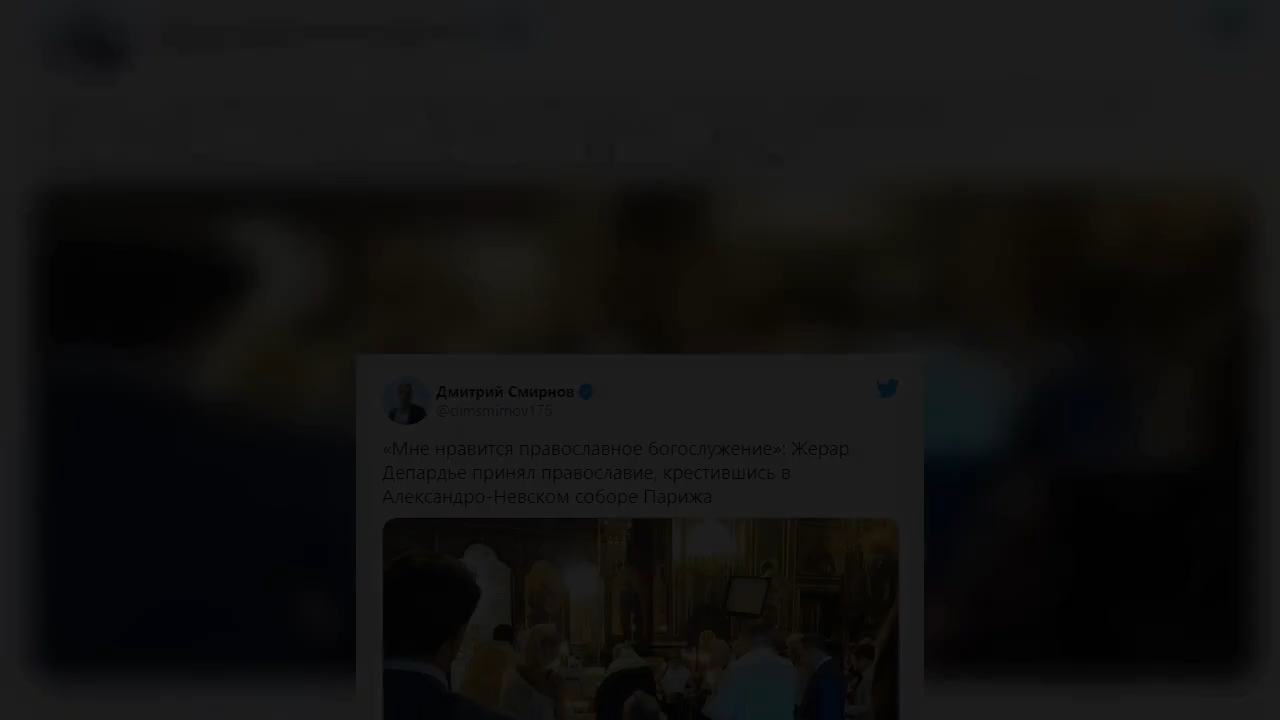 Дмитрий Смирнов
@dimsmirnov175
«Мне нравится православное богослужение»: Жерар
Депардье принял православие, крестившись в
Александро-Невском соборе Парижа